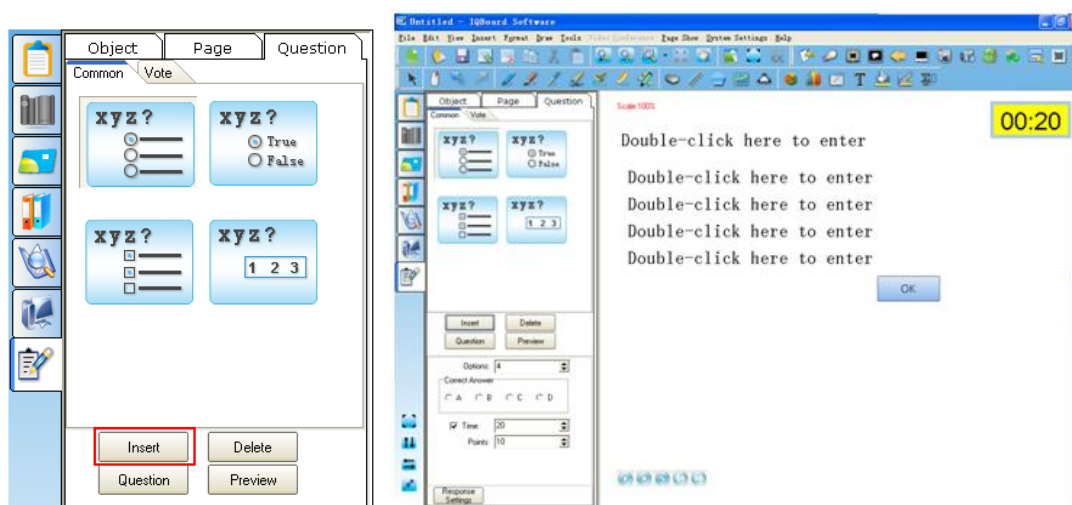 Object Page Question
Common Vote
xyz?
xyz?
True
False
xyz?
xyz?
1 2 3
Insert Delete
Question Preview
Untitled - IQBoard Software
File Edit View Insert Format Draw Tools Video Conference Page Show System Settings Help
Object Page Question
Common Vote
xyz?
xyz?
True
False
xyz?
xyz?
1 2 3
Insert Delete
Question Preview
Options: 4
Correct Answer
A B C D
Time: 20
Points: 10
Response
Settings
Scale:100%
00:20
Double-click here to enter
Double-click here to enter
Double-click here to enter
Double-click here to enter
Double-click here to enter
OK